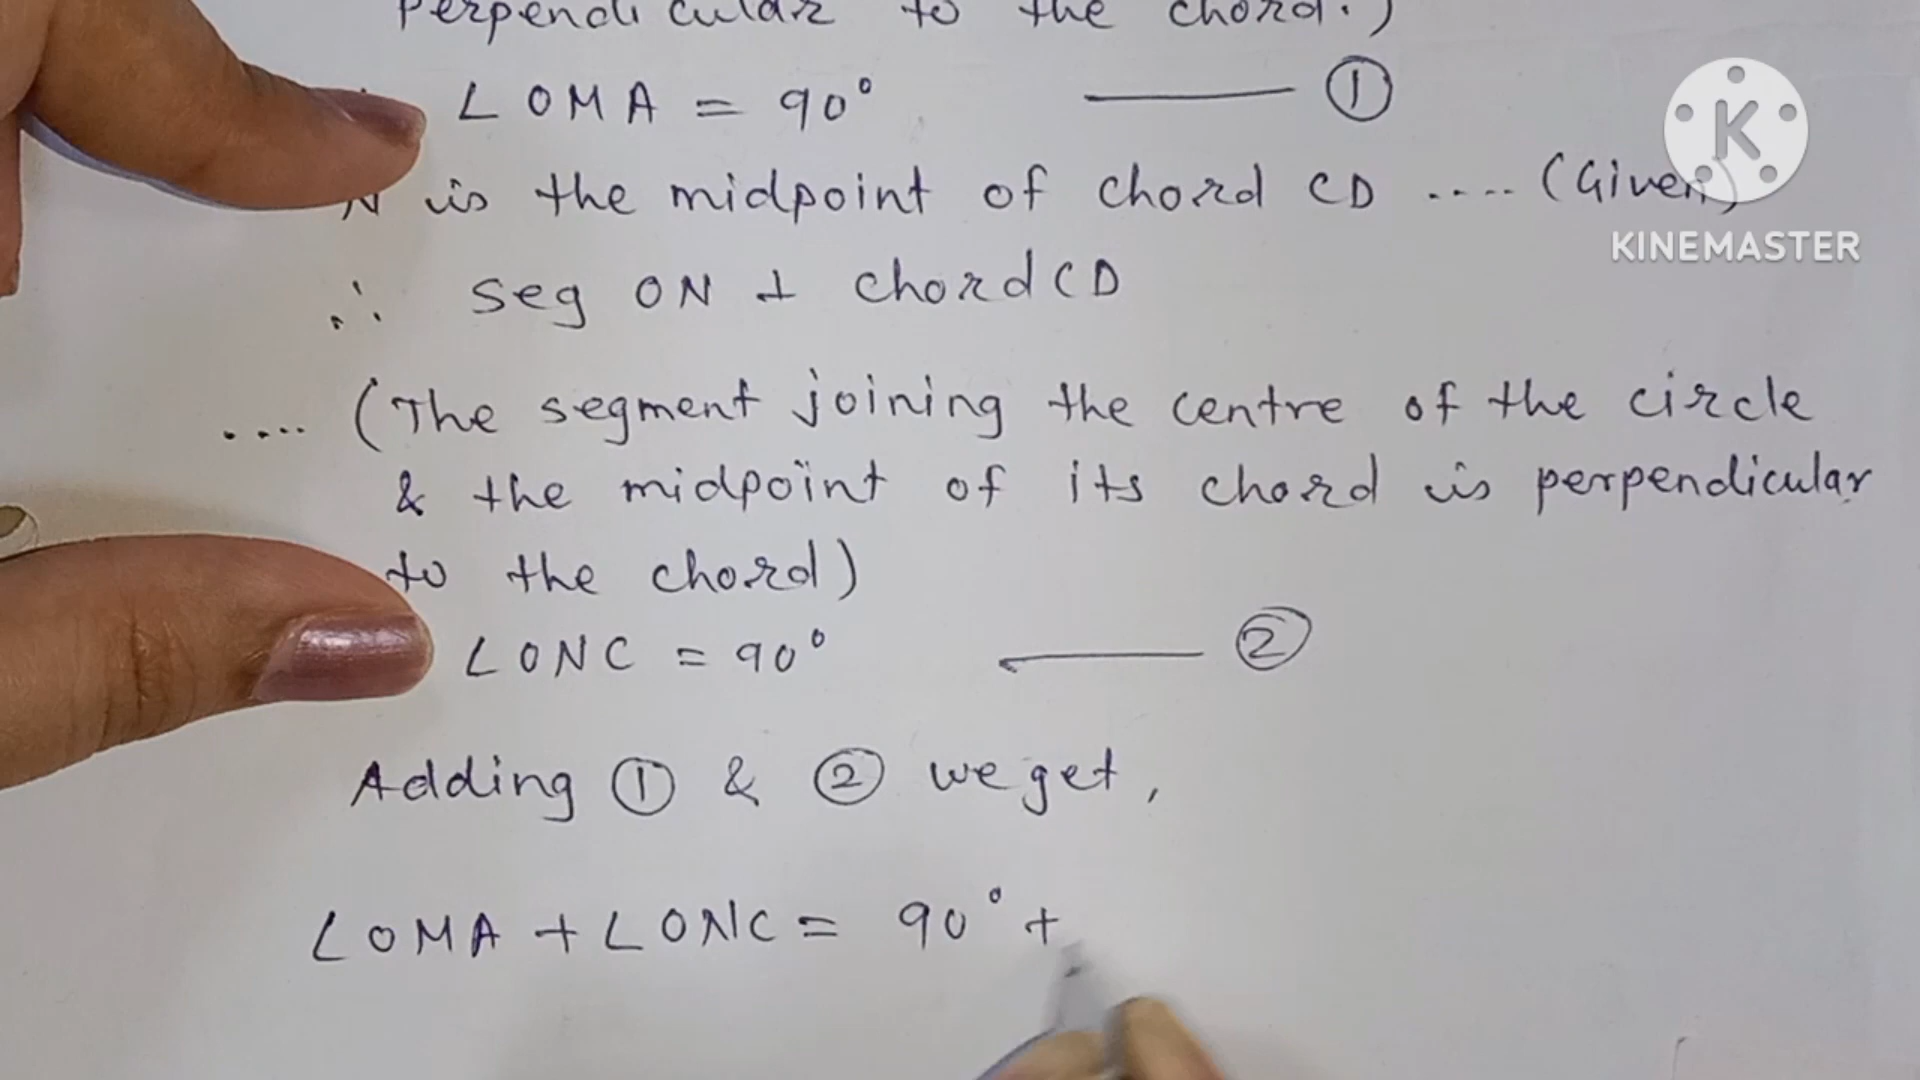 perpendicular to the chord.)
∠OMA = 90° —— ①
N is the midpoint of chord CD .... (Given)
∴ seg ON ⊥ chord CD
.... (The segment joining the centre of the circle
& the midpoint of its chord is perpendicular
to the chord)
∠ONC = 90° —— ②
Adding ① & ② we get,
∠OMA + ∠ONC = 90° +
K
KINEMASTER